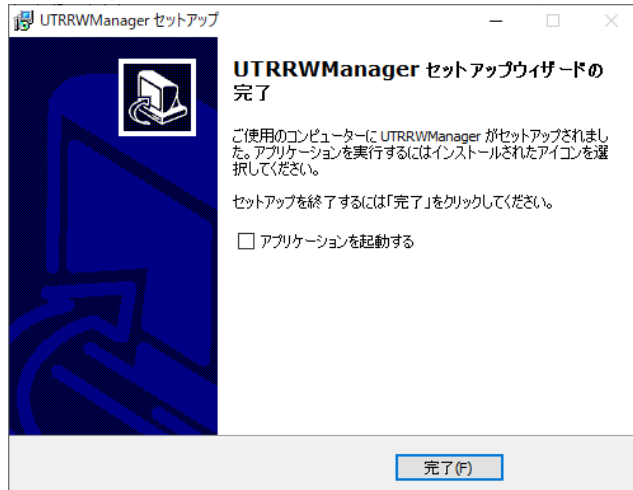 UTRRWManager セットアップ
UTRRWManager セットアップウィザードの
完了
ご使用のコンピューターに UTRRWManager がセットアップされまし
た。アプリケーションを実行するにはインストールされたアイコンを選
択してください。
セットアップを終了するには「完了」をクリックしてください。
アプリケーションを起動する
完了(F)